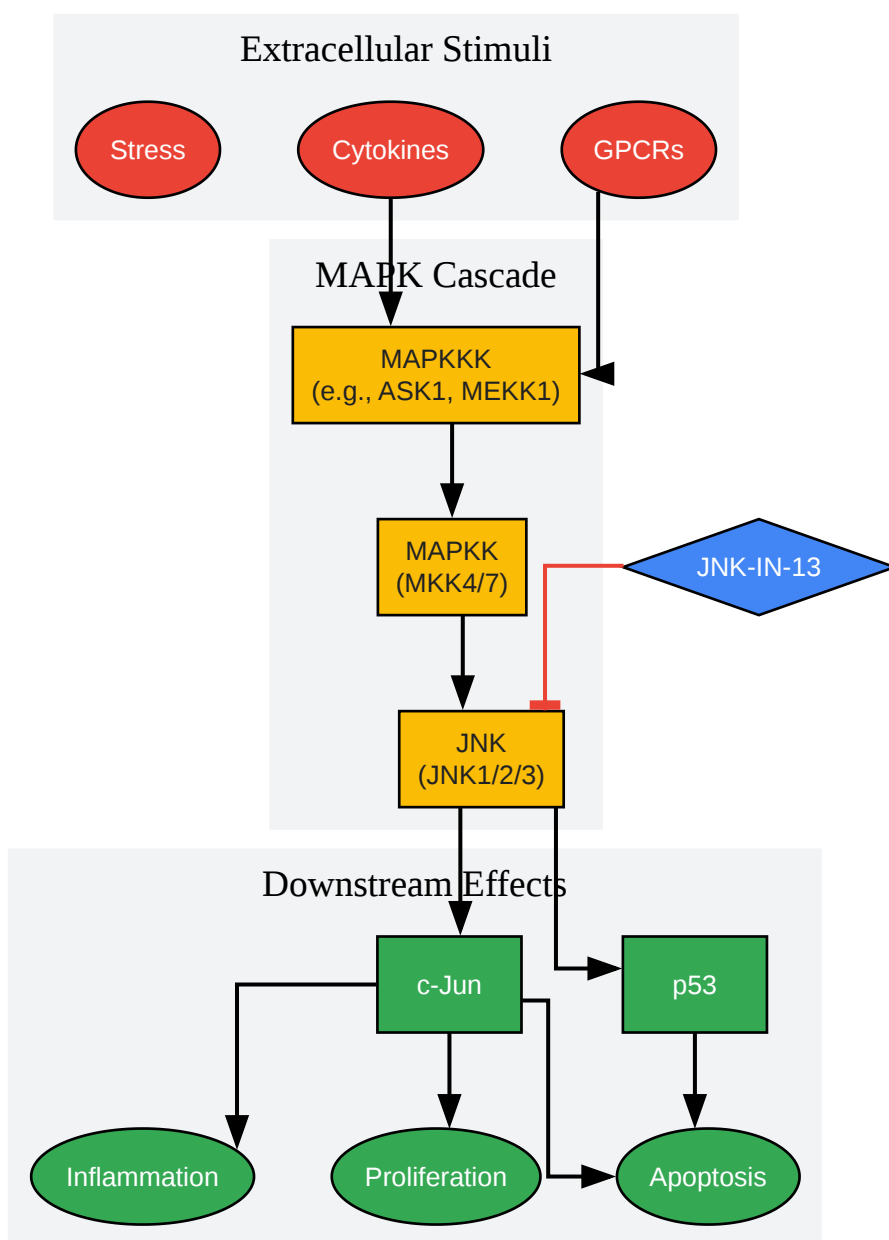 Extracellular Stimuli
Stress
Cytokines
GPCRs
MAPK Cascade
MAPKKK
(e.g., ASK1, MEKK1)
MAPKK
(MKK4/7)
JNK-IN-13
JNK
(JNK1/2/3)
Downstream Effects
c-Jun
p53
Inflammation
Proliferation
Apoptosis